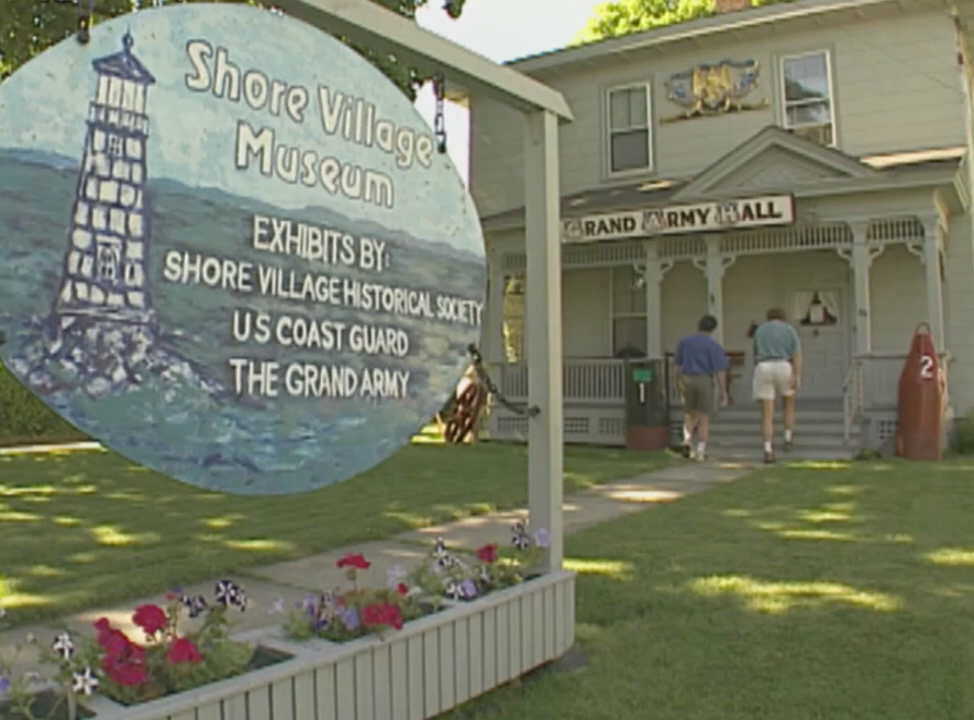 Shore Village
Museum
EXHIBITS BY:
SHORE VILLAGE HISTORICAL SOCIETY
US COAST GUARD
THE GRAND ARMY
GRAND ARMY HALL
1
2